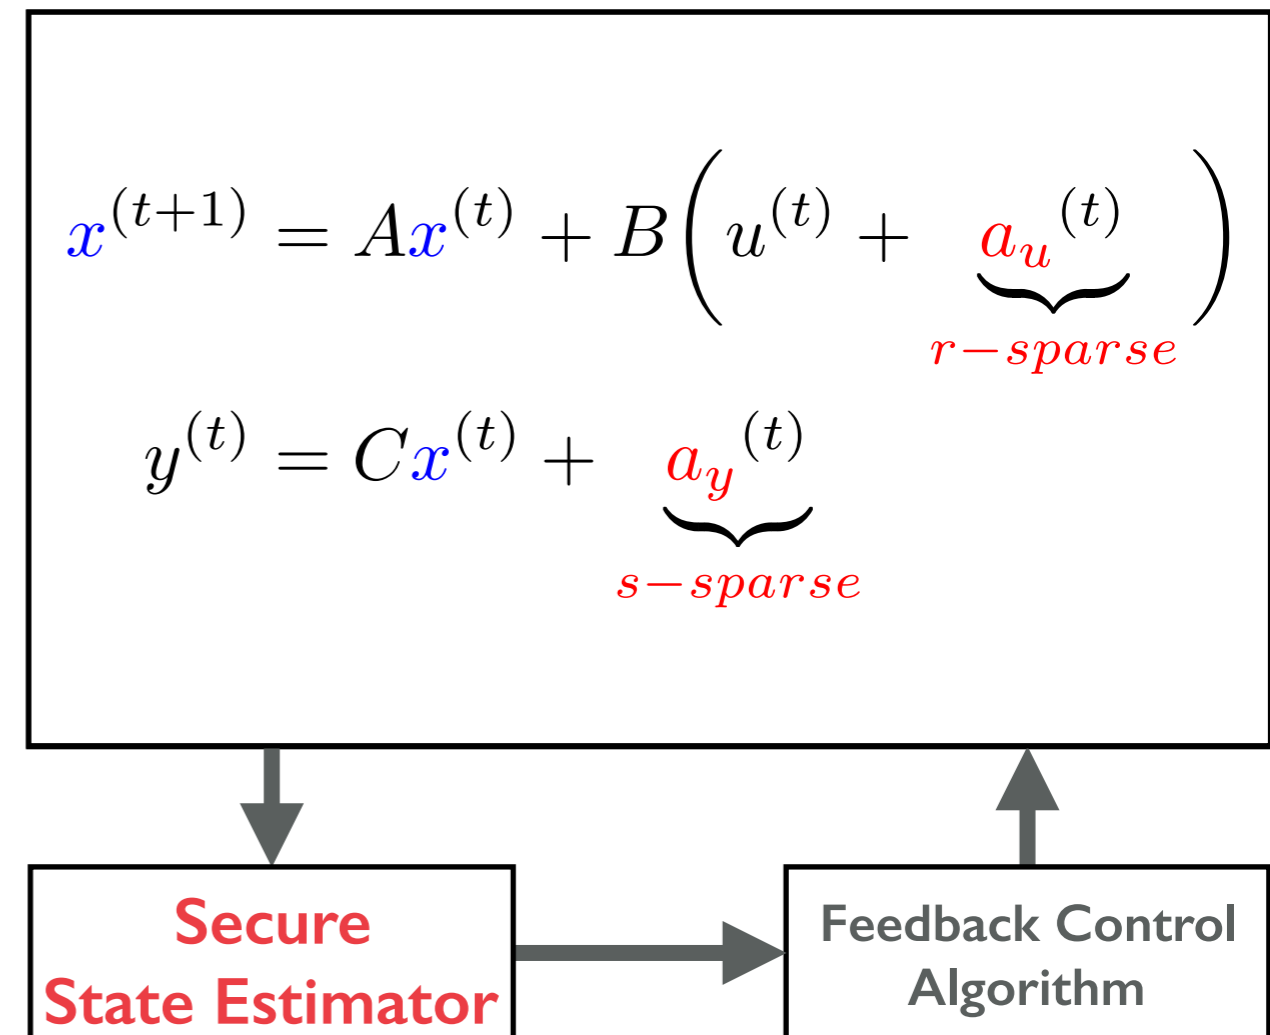 x^{(t+1)} = Ax^{(t)} + B(u^{(t)} + a_u^{(t)})
r−sparse
y^{(t)} = Cx^{(t)} + a_y^{(t)}
s−sparse
Secure
State Estimator
Feedback Control
Algorithm